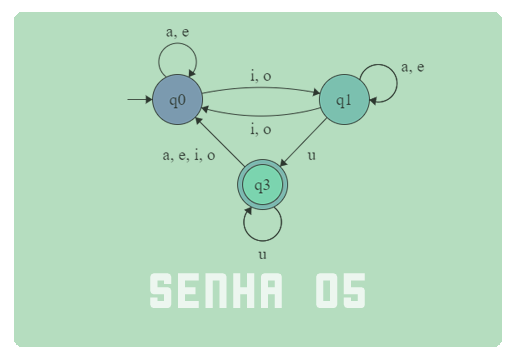 a, e
i, o
a, e
q0
q1
i, o
a, e, i, o
u
q3
u
SENHA 05